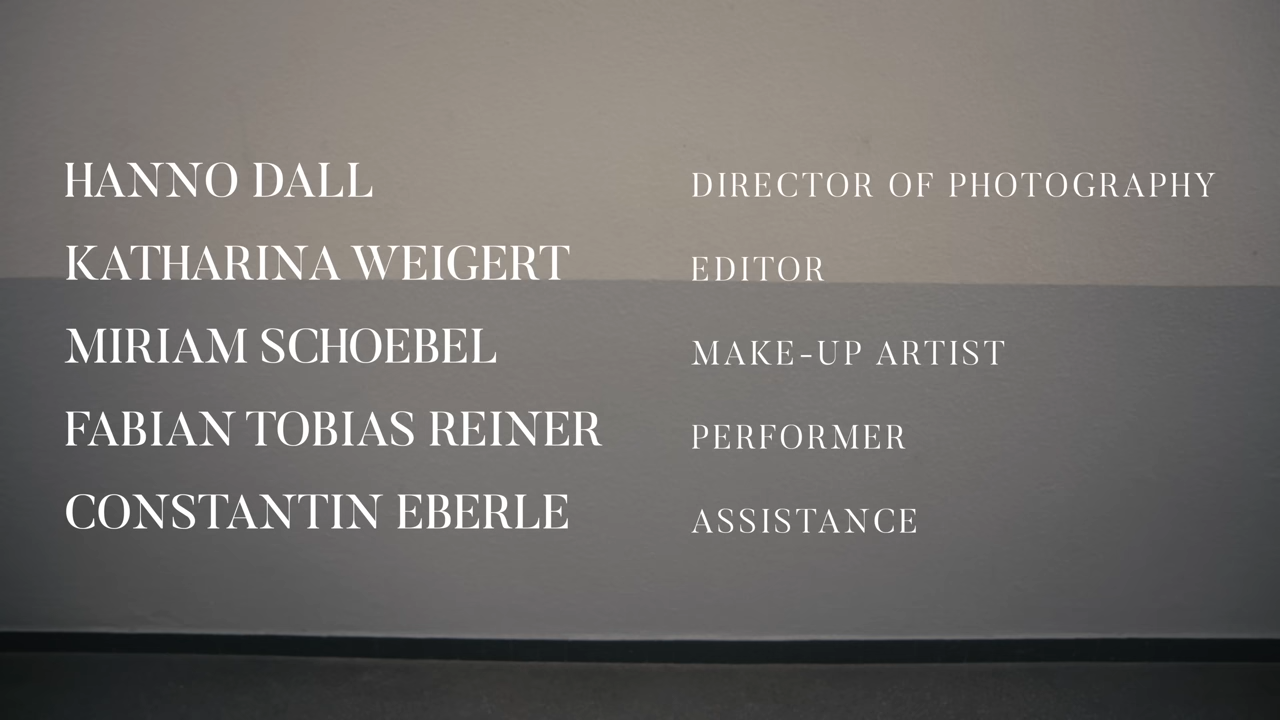 HANNO DALL DIRECTOR OF PHOTOGRAPHY
KATHARINA WEIGERT EDITOR
MIRIAM SCHOEBEL MAKE-UP ARTIST
FABIAN TOBIAS REINER PERFORMER
CONSTANTIN EBERLE ASSISTANCE